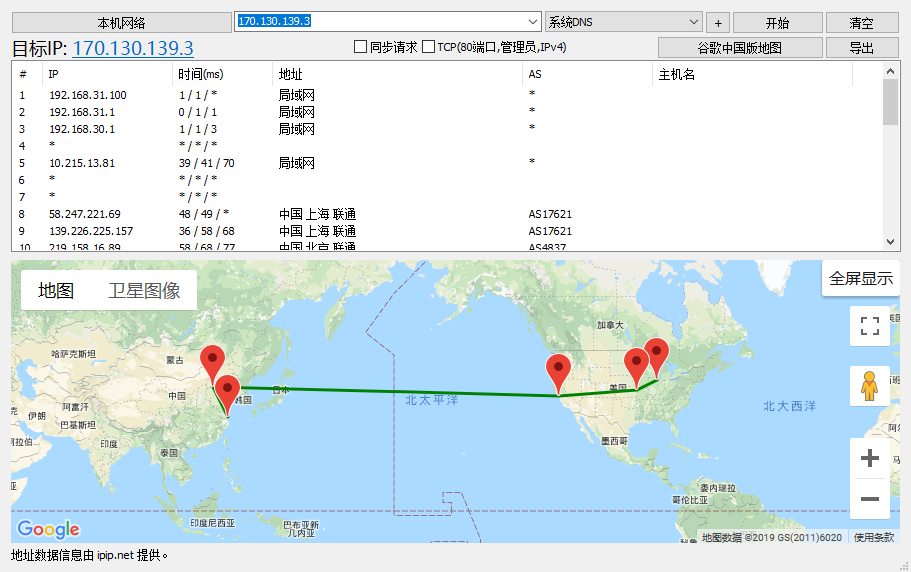 本机网络 170.130.139.3 系统DNS + 开始 清空
目标IP: 170.130.139.3 同步请求 TCP(80端口,管理员,IPv4) 谷歌中国版地图 导出
# IP 时间(ms) 地址 AS 主机名
1 192.168.31.100 1 / 1 / * 局域网 *
2 192.168.31.1 0 / 1 / 1 局域网 *
3 192.168.30.1 1 / 1 / 3 局域网 *
4 * * / * / *
5 10.215.13.81 39 / 41 / 70 局域网 *
6 * * / * / *
7 * * / * / *
8 58.247.221.69 48 / 49 / * 中国 上海 联通 AS17621
9 139.226.225.157 36 / 58 / 68 中国 上海 联通 AS17621
10 219.158.16.89 58 / 68 / 77 中国 北京 联通 AS4837
地图 卫星图像 全屏显示
加拿大
哈萨克斯坦 蒙古
中国 韩国 日本 美国
北太平洋 北大西洋
阿富汗
伊朗
巴基斯坦
印度
墨西哥
泰国
委内瑞拉
哥伦比亚
印度尼西亚
巴布亚新
几内亚
Google
地图数据 ©2019 GS(2011)6020 使用条款
地址数据信息由 ipip.net 提供。